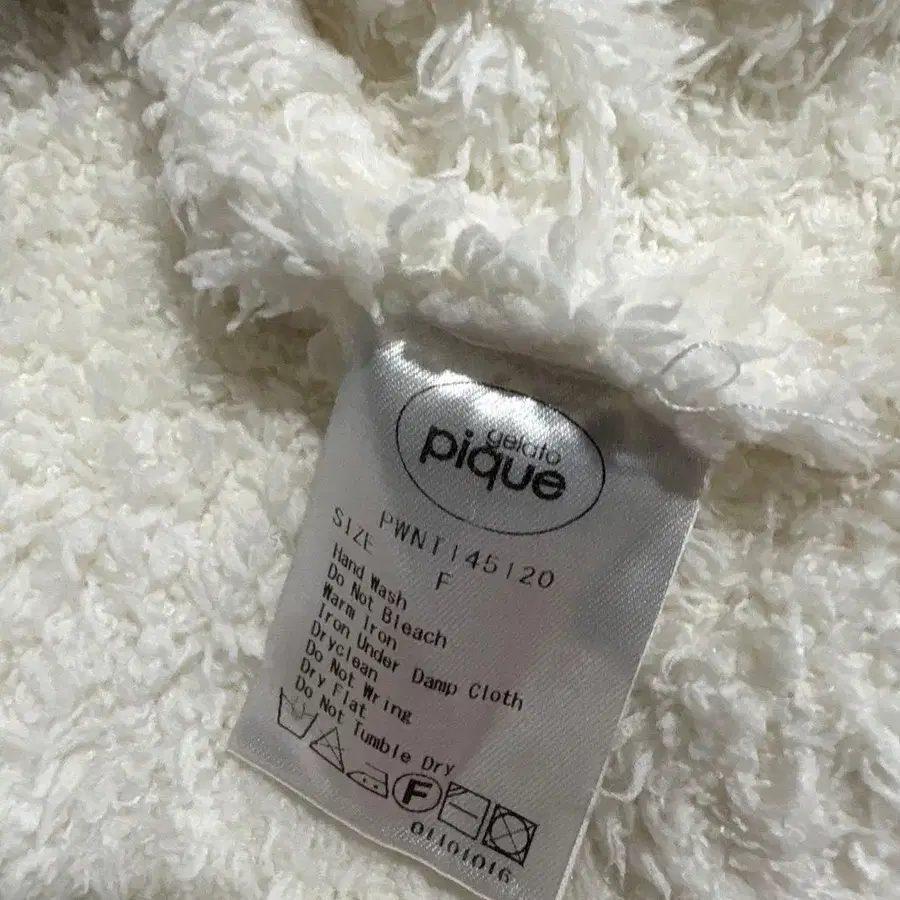 gelato
pique
PWNT145120
SIZE F
Hand Wash
Do Not Bleach
Warm Iron
Iron Under Damp Cloth
Dryclean
Do Not Wring
Dry Flat
Do Not Tumble Dry
F
01101016